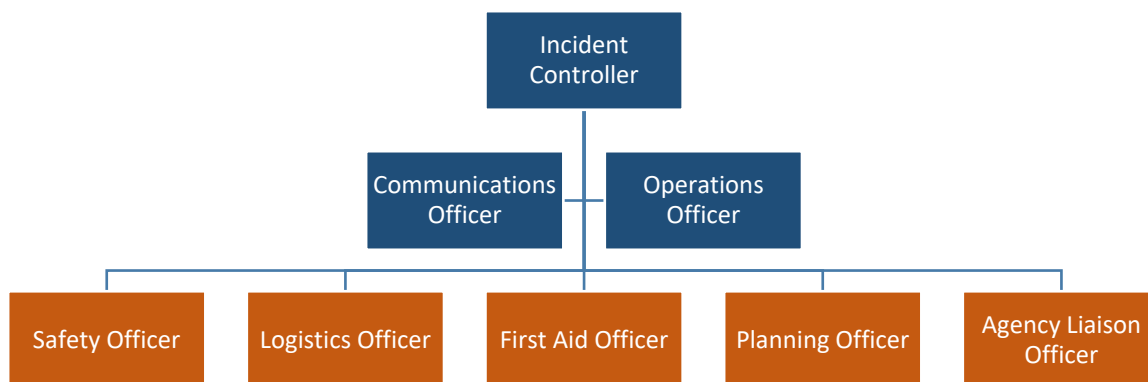 Incident
Controller
Communications
Officer
Operations
Officer
Safety Officer
Logistics Officer
First Aid Officer
Planning Officer
Agency Liaison
Officer